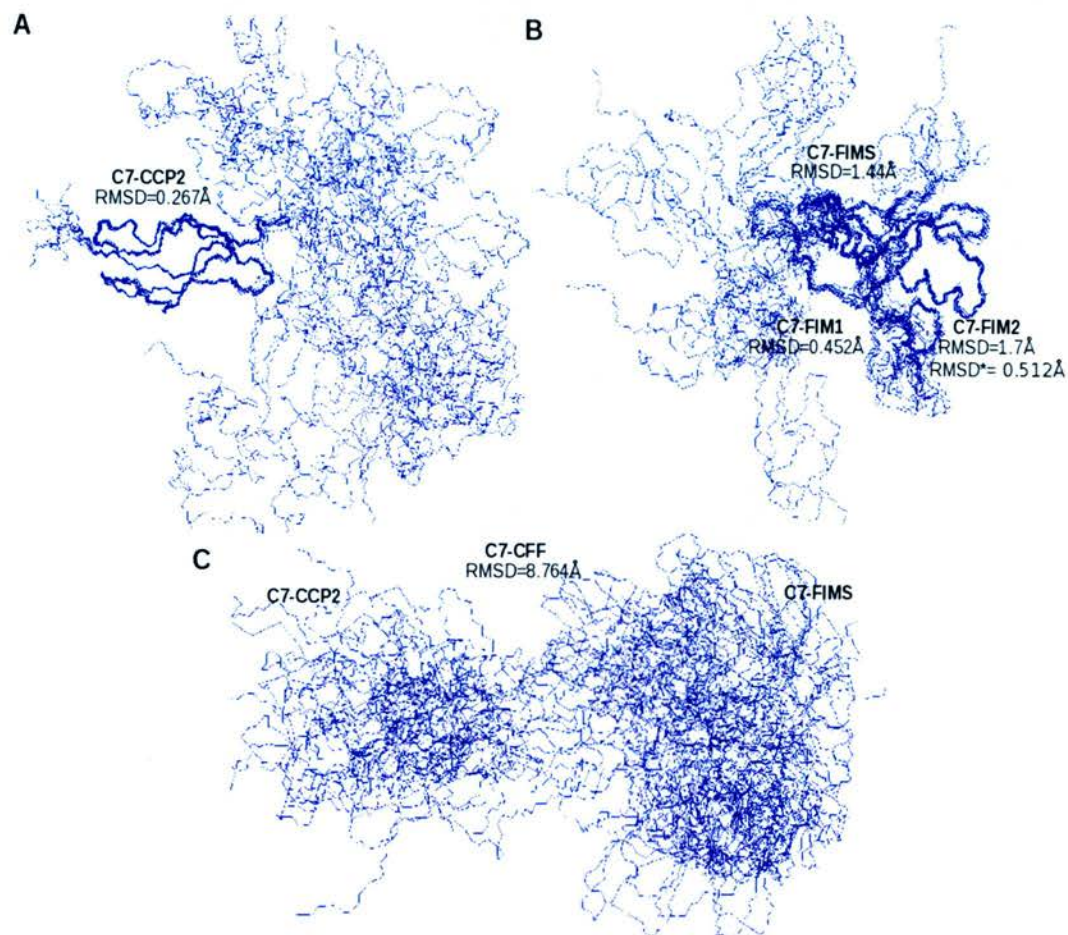 A
C7-CCP2
RMSD=0.267Å
B
C7-FIMS
RMSD=1.44Å
C7-FIM1
RMSD=0.452Å
C7-FIM2
RMSD=1.7Å
RMSD*= 0.512Å
C
C7-CCP2
C7-CFF
RMSD=8.764Å
C7-FIMS